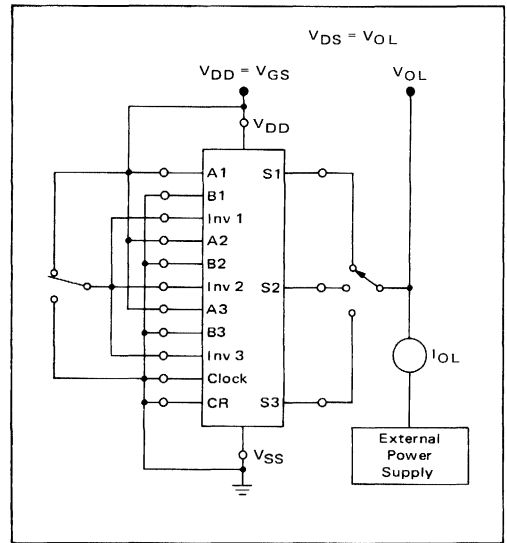 VDS = VOL
VDD = VGS
VOL
VDD
A1
S1
B1
Inv 1
A2
B2
Inv 2
S2
A3
B3
Inv 3
Clock
S3
CR
IOL
VSS
External
Power
Supply